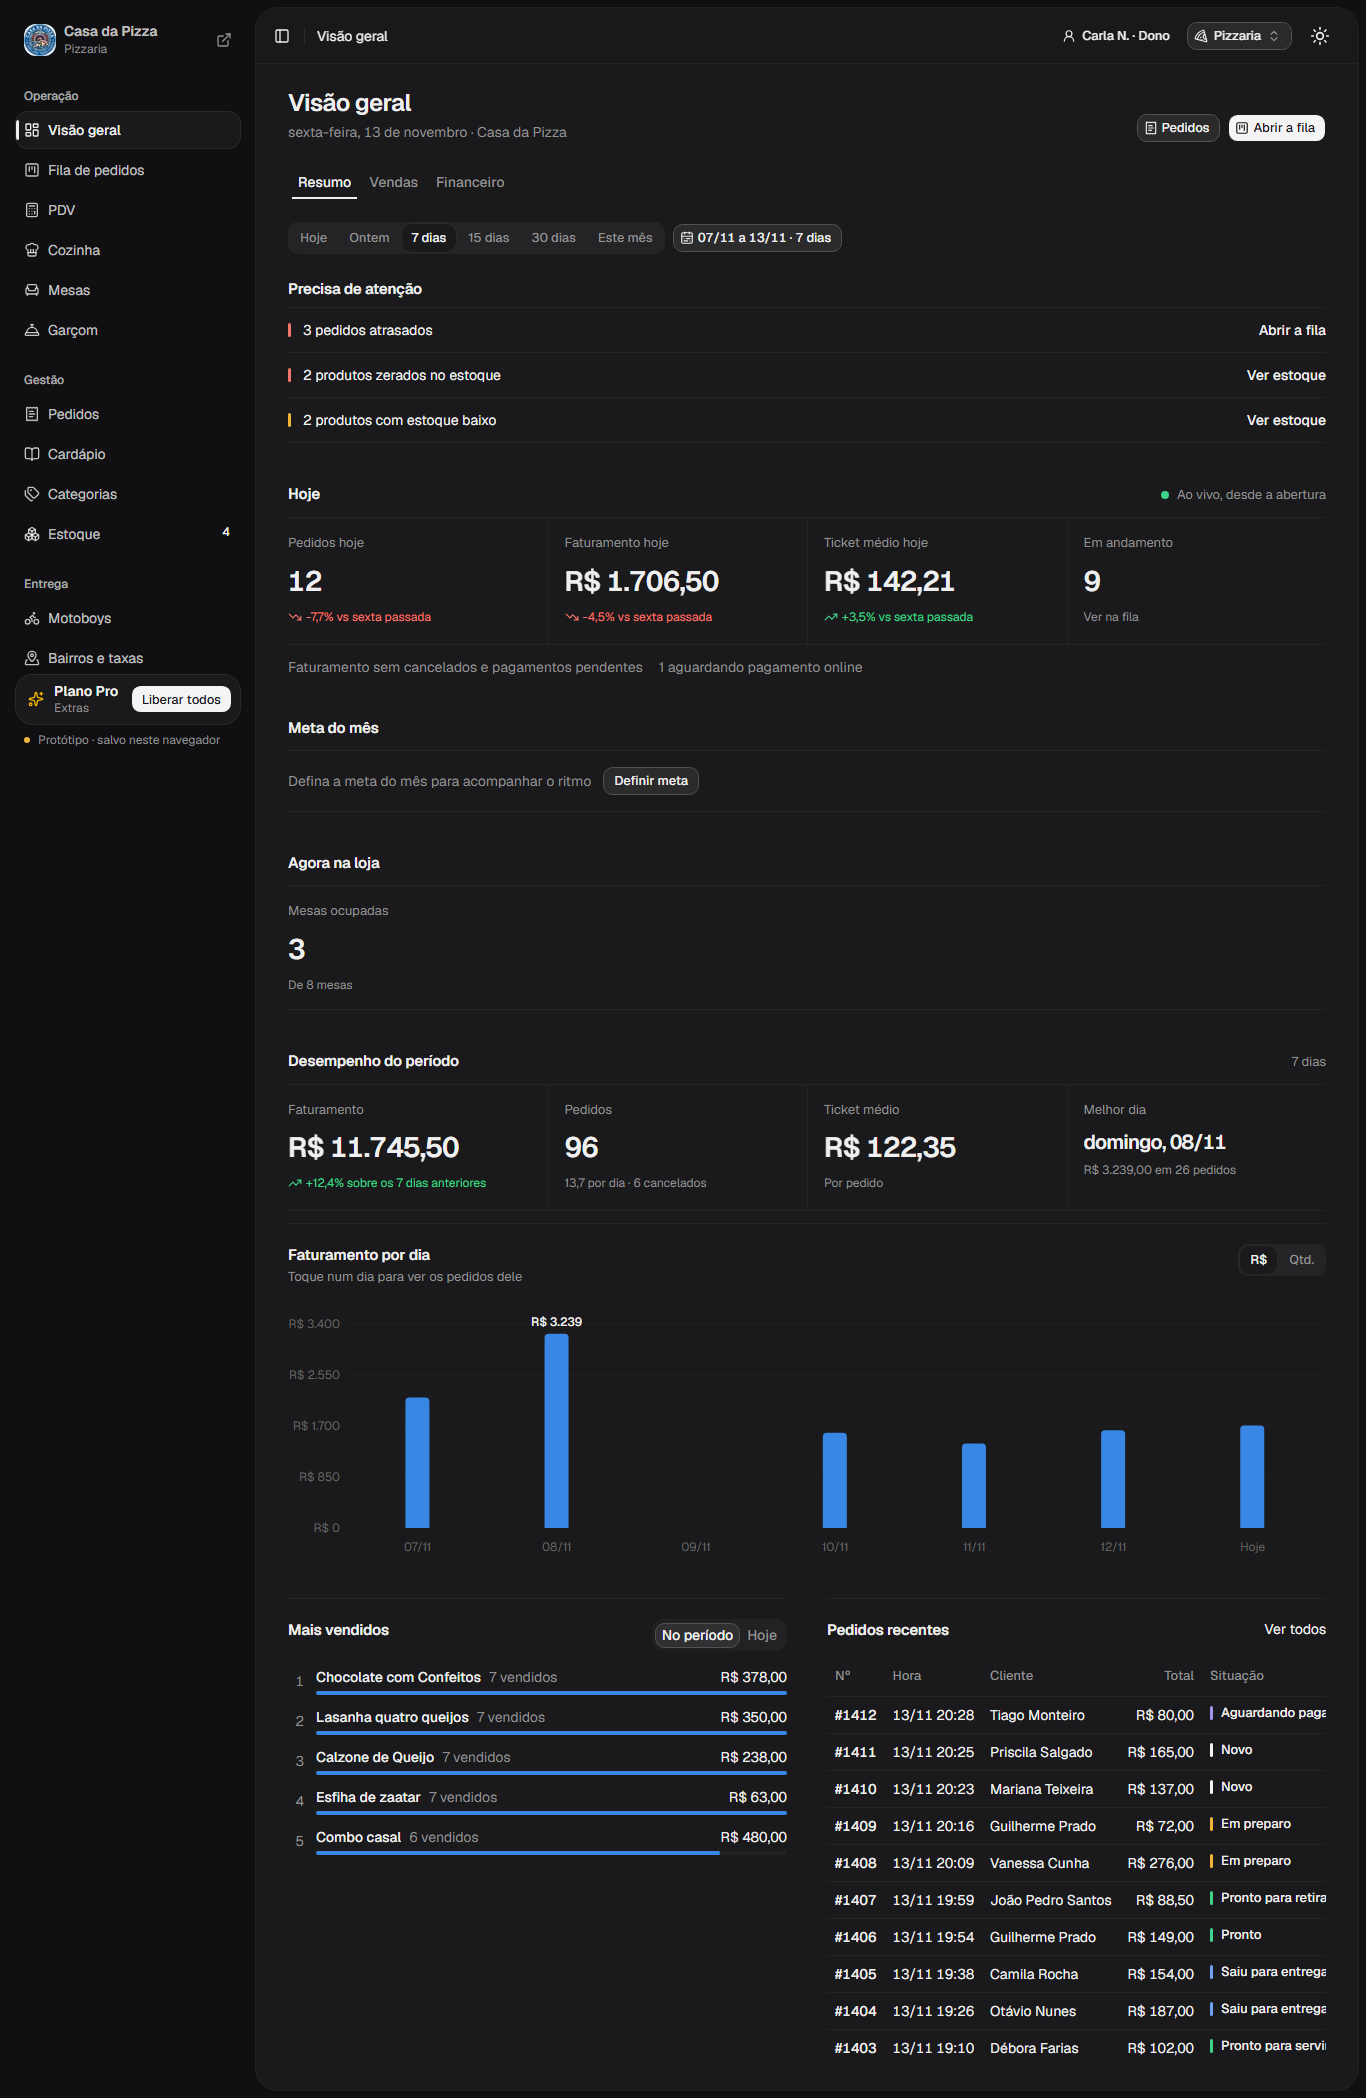 Casa da Pizza
Pizzaria
Operação
Visão geral
Fila de pedidos
PDV
Cozinha
Mesas
Garçom
Gestão
Pedidos
Cardápio
Categorias
Estoque 4
Entrega
Motoboys
Bairros e taxas
Plano Pro
Extras
Liberar todos
Protótipo · salvo neste navegador
Visão geral
Carla N. · Dono
Pizzaria
Visão geral
sexta-feira, 13 de novembro · Casa da Pizza
Pedidos
Abrir a fila
Resumo Vendas Financeiro
Hoje Ontem 7 dias 15 dias 30 dias Este mês 07/11 a 13/11 · 7 dias
Precisa de atenção
3 pedidos atrasados Abrir a fila
2 produtos zerados no estoque Ver estoque
2 produtos com estoque baixo Ver estoque
Hoje Ao vivo, desde a abertura
Pedidos hoje
12
-7,7% vs sexta passada
Faturamento hoje
R$ 1.706,50
-4,5% vs sexta passada
Ticket médio hoje
R$ 142,21
+3,5% vs sexta passada
Em andamento
9
Ver na fila
Faturamento sem cancelados e pagamentos pendentes 1 aguardando pagamento online
Meta do mês
Defina a meta do mês para acompanhar o ritmo Definir meta
Agora na loja
Mesas ocupadas
3
De 8 mesas
Desempenho do período 7 dias
Faturamento
R$ 11.745,50
+12,4% sobre os 7 dias anteriores
Pedidos
96
13,7 por dia · 6 cancelados
Ticket médio
R$ 122,35
Por pedido
Melhor dia
domingo, 08/11
R$ 3.239,00 em 26 pedidos
Faturamento por dia
Toque num dia para ver os pedidos dele
R$ Qtd.
R$ 3.239
R$ 3.400
R$ 2.550
R$ 1.700
R$ 850
R$ 0
07/11 08/11 09/11 10/11 11/11 12/11 Hoje
Mais vendidos No período Hoje
1 Chocolate com Confeitos 7 vendidos R$ 378,00
2 Lasanha quatro queijos 7 vendidos R$ 350,00
3 Calzone de Queijo 7 vendidos R$ 238,00
4 Esfiha de zaatar 7 vendidos R$ 63,00
5 Combo casal 6 vendidos R$ 480,00
Pedidos recentes Ver todos
Nº Hora Cliente Total Situação
#1412 13/11 20:28 Tiago Monteiro R$ 80,00 Aguardando paga
#1411 13/11 20:25 Priscila Salgado R$ 165,00 Novo
#1410 13/11 20:23 Mariana Teixeira R$ 137,00 Novo
#1409 13/11 20:16 Guilherme Prado R$ 72,00 Em preparo
#1408 13/11 20:09 Vanessa Cunha R$ 276,00 Em preparo
#1407 13/11 19:59 João Pedro Santos R$ 88,50 Pronto para retira
#1406 13/11 19:54 Guilherme Prado R$ 149,00 Pronto
#1405 13/11 19:38 Camila Rocha R$ 154,00 Saiu para entrega
#1404 13/11 19:26 Otávio Nunes R$ 187,00 Saiu para entrega
#1403 13/11 19:10 Débora Farias R$ 102,00 Pronto para servi